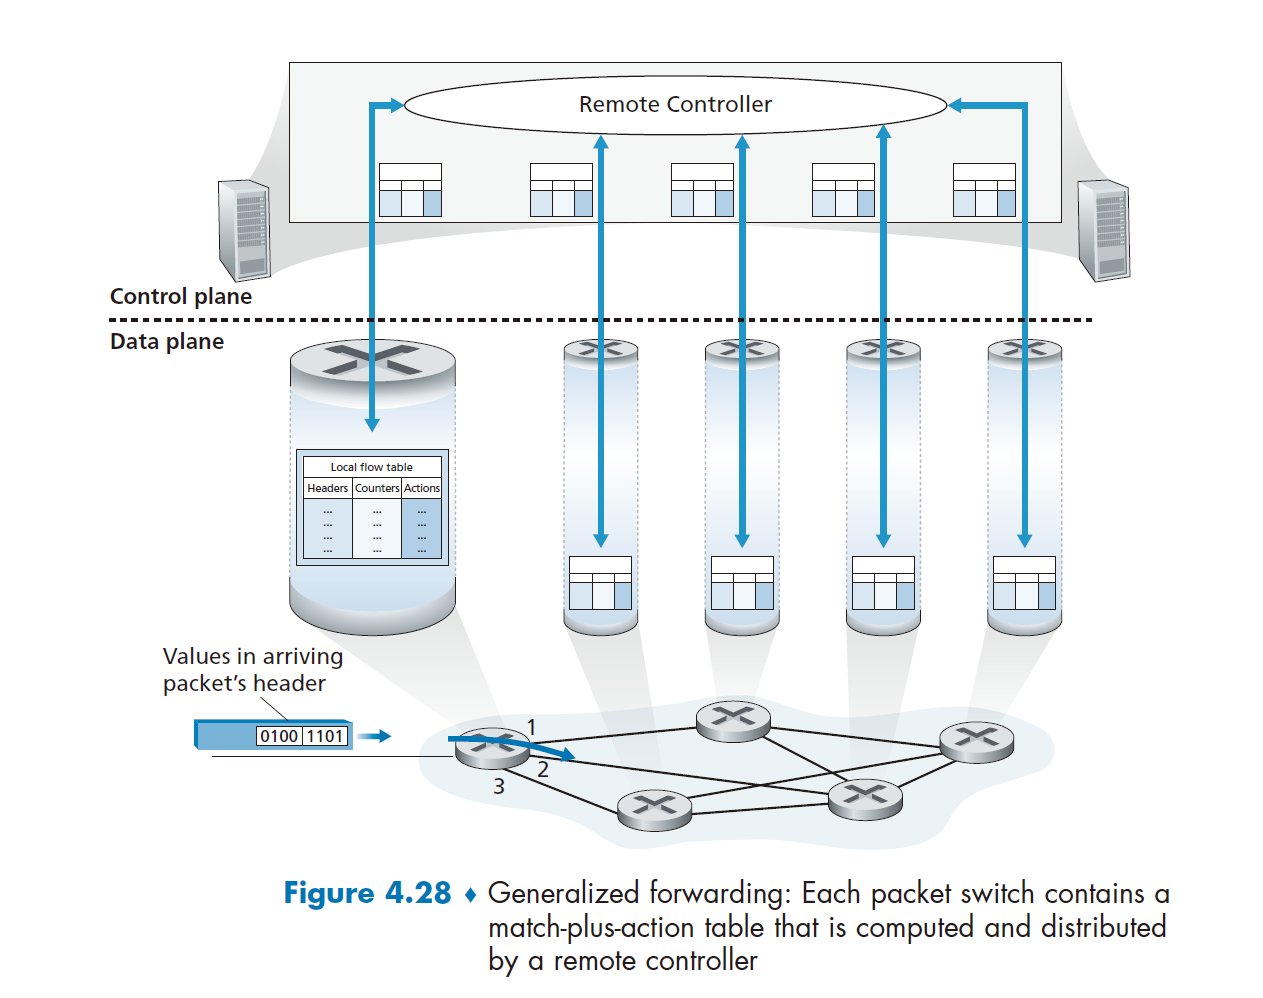 Remote Controller
Control plane
Data plane
Local flow table
Headers Counters Actions
... ... ...
... ... ...
... ... ...
... ... ...
Values in arriving
packet's header
0100 1101
1
2
3
Figure 4.28 ♦ Generalized forwarding: Each packet switch contains a
match-plus-action table that is computed and distributed
by a remote controller